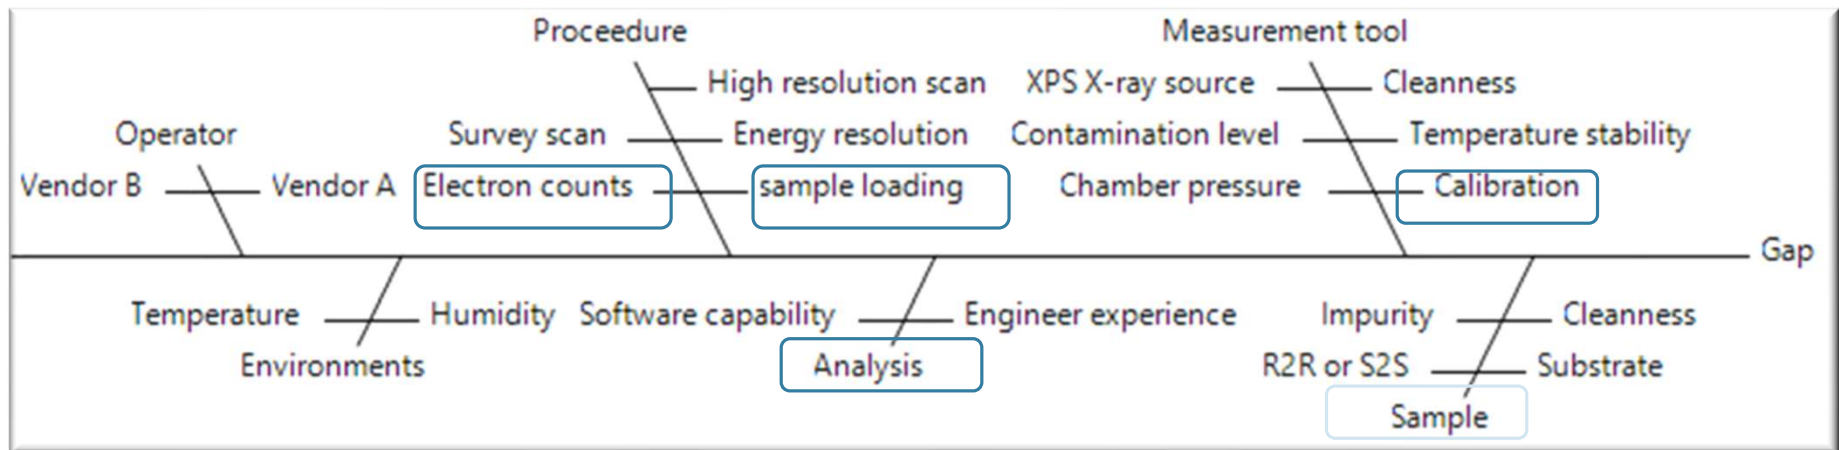 Proceedure
Measurement tool
High resolution scan
XPS X-ray source
Cleanness
Operator
Survey scan
Energy resolution
Contamination level
Temperature stability
Vendor B
Vendor A
Electron counts
sample loading
Chamber pressure
Calibration
Gap
Temperature
Humidity
Software capability
Engineer experience
Impurity
Cleanness
Environments
Analysis
R2R or S2S
Substrate
Sample